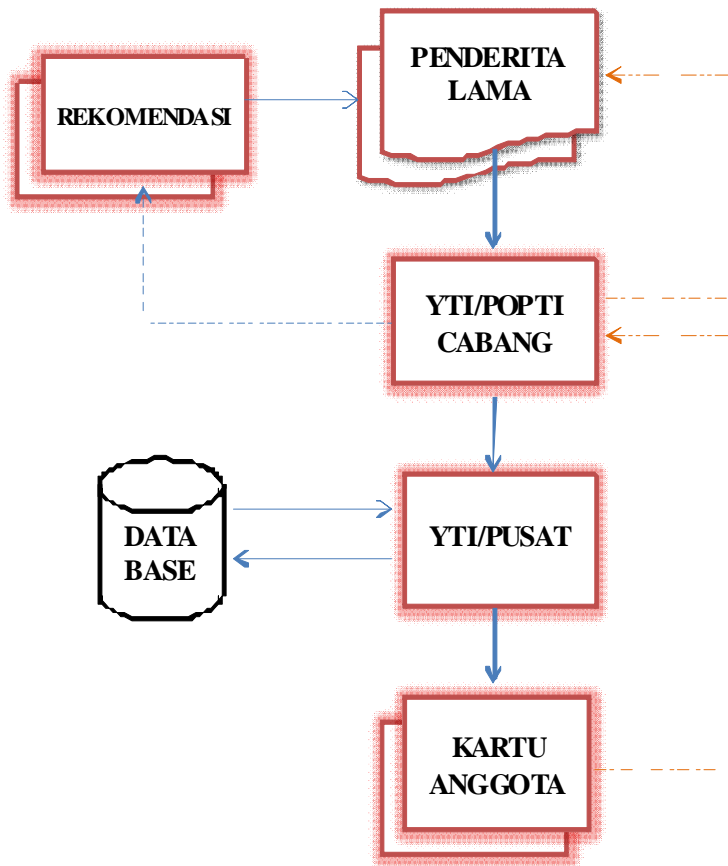 REKOMENDASI
PENDERITA
LAMA
YTI/POPTI
CABANG
DATA
BASE
YTI/PUSAT
KARTU
ANGGOTA